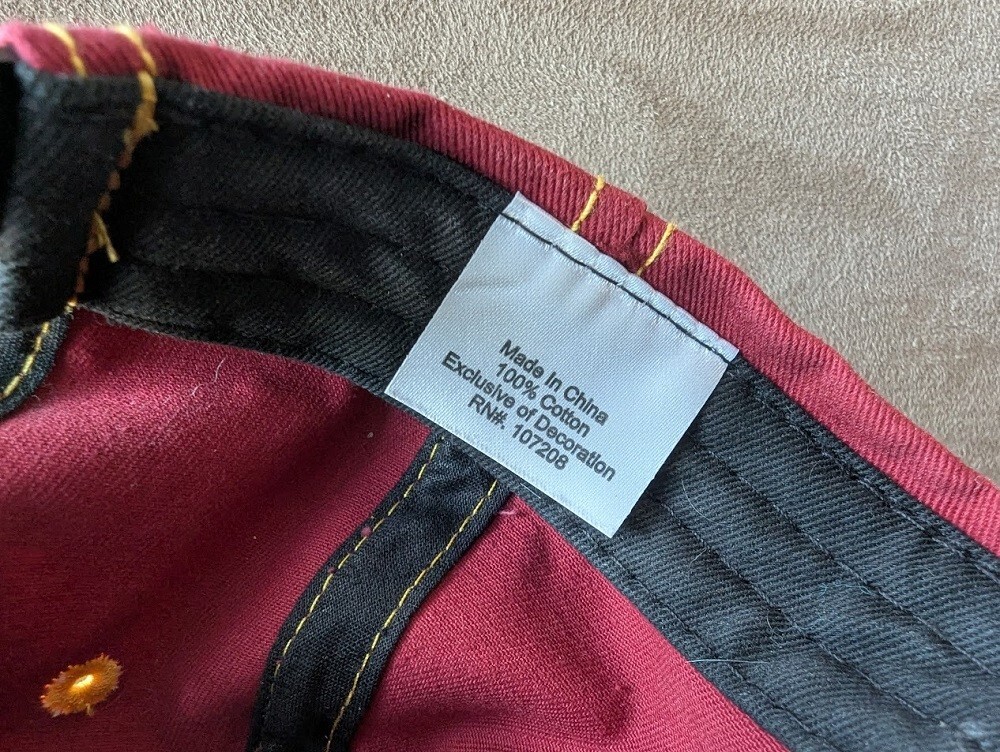 Made In China
100% Cotton
Exclusive of Decoration
RN#. 107208